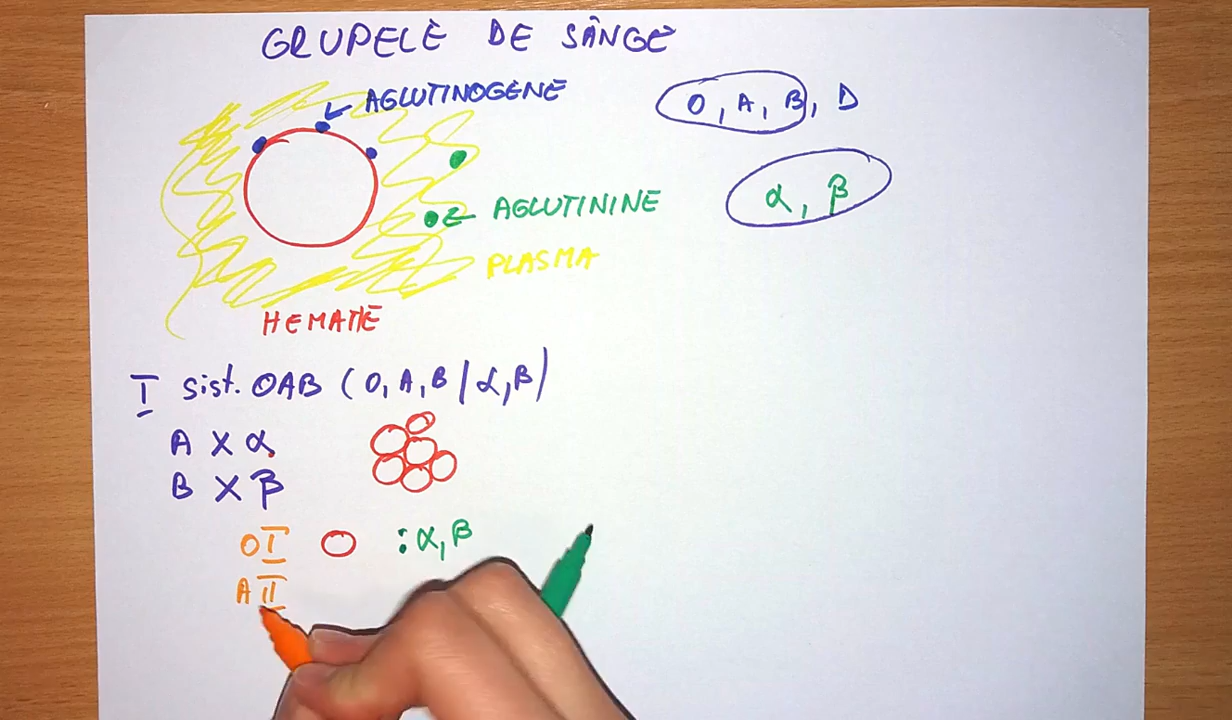 GRUPELE DE SÂNGE
AGLUTINOGENE
O, A, B, D
AGLUTININE
α, β
PLASMA
HEMATIE
I sist. OAB (O, A, B / α, β)
A X α
B X β
O I : α, β
A II